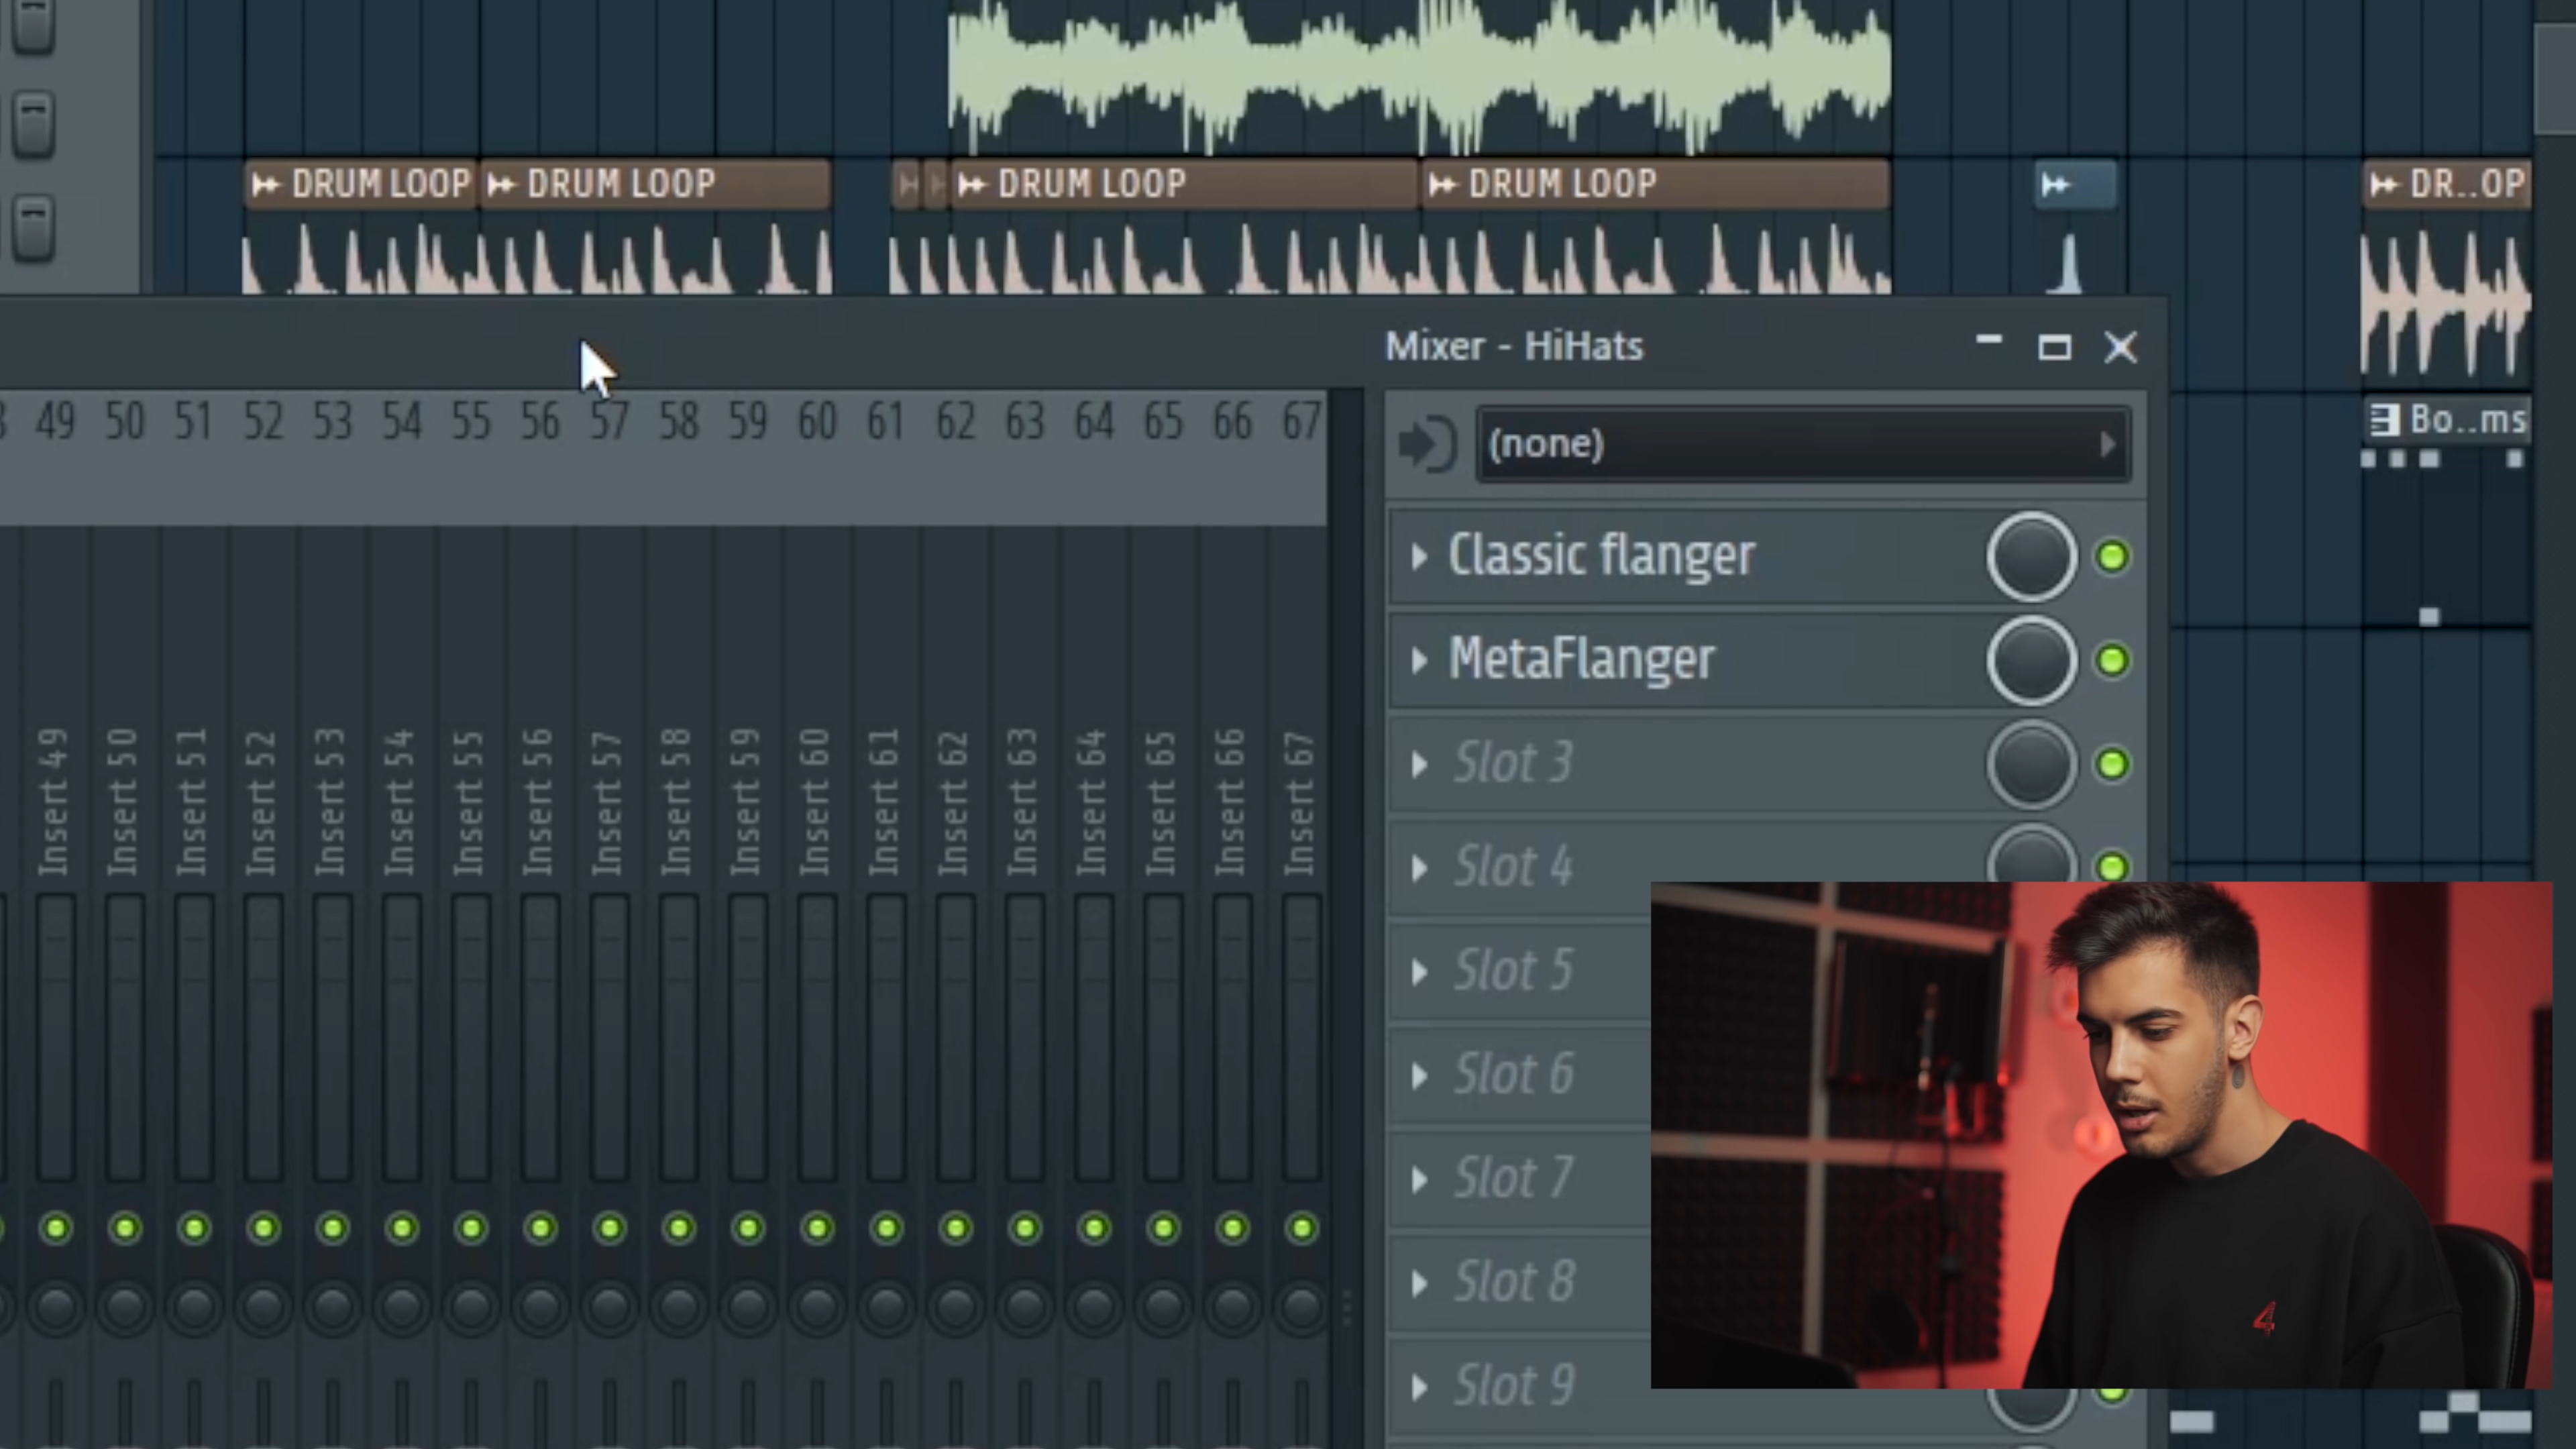 DRUM LOOP DRUM LOOP DRUM LOOP DRUM LOOP DR..OP
Mixer - HiHats
49 50 51 52 53 54 55 56 57 58 59 60 61 62 63 64 65 66 67
(none)
Bo..ms
Classic flanger
MetaFlanger
Slot 3
Slot 4
Slot 5
Slot 6
Slot 7
Slot 8
Slot 9
Insert 49
Insert 50
Insert 51
Insert 52
Insert 53
Insert 54
Insert 55
Insert 56
Insert 57
Insert 58
Insert 59
Insert 60
Insert 61
Insert 62
Insert 63
Insert 64
Insert 65
Insert 66
Insert 67
4